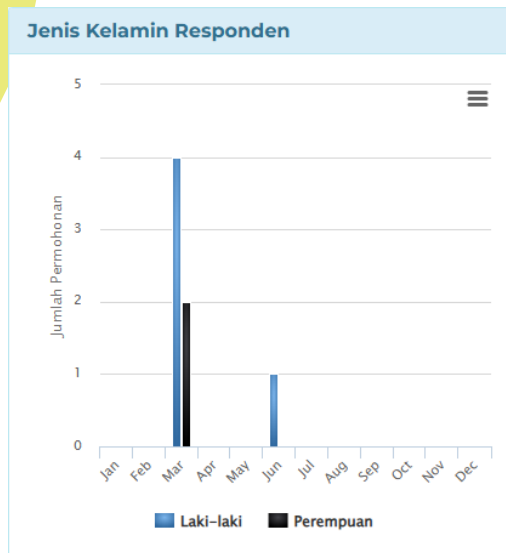 Jenis Kelamin Responden
5
4
3
2
1
0
Jumlah Permohonan
Jan Feb Mar Apr May Jun Jul Aug Sep Oct Nov Dec
Laki-laki Perempuan